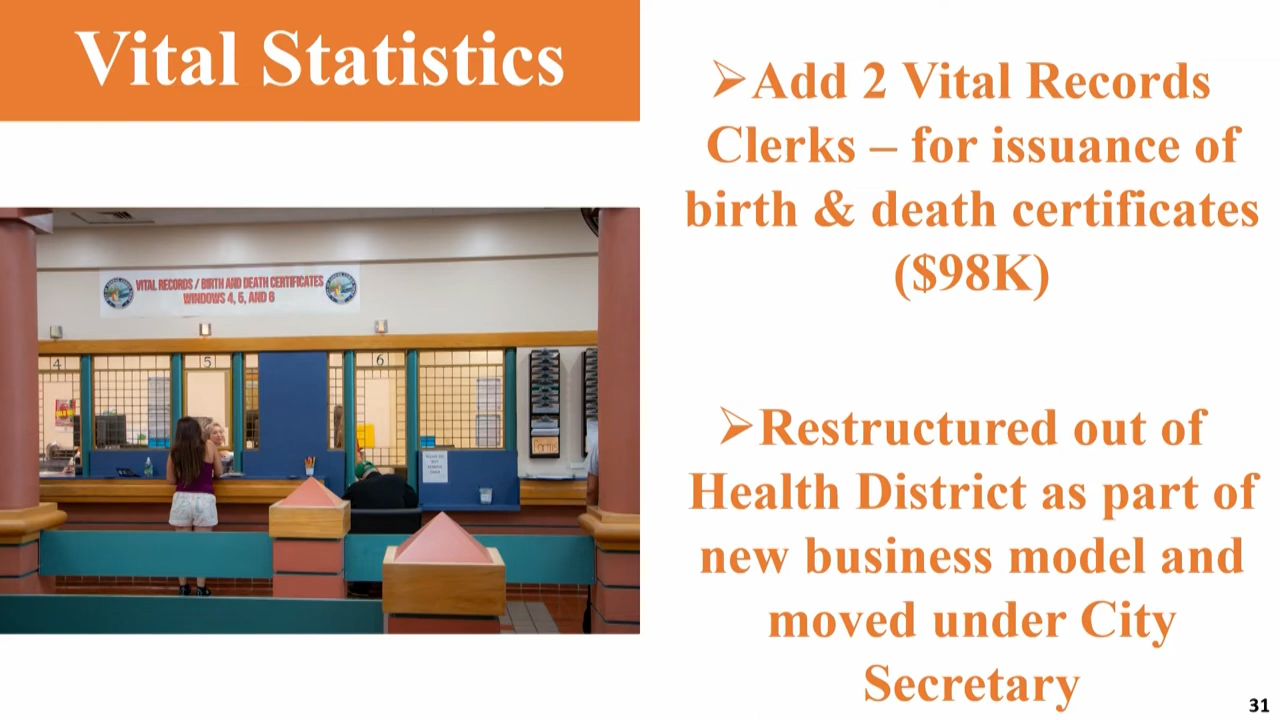 Vital Statistics
➢Add 2 Vital Records
Clerks – for issuance of
birth & death certificates
($98K)
➢Restructured out of
Health District as part of
new business model and
moved under City
Secretary
VITAL RECORDS / BIRTH AND DEATH CERTIFICATES
WINDOWS 4, 5, AND 6
4
5
6
31